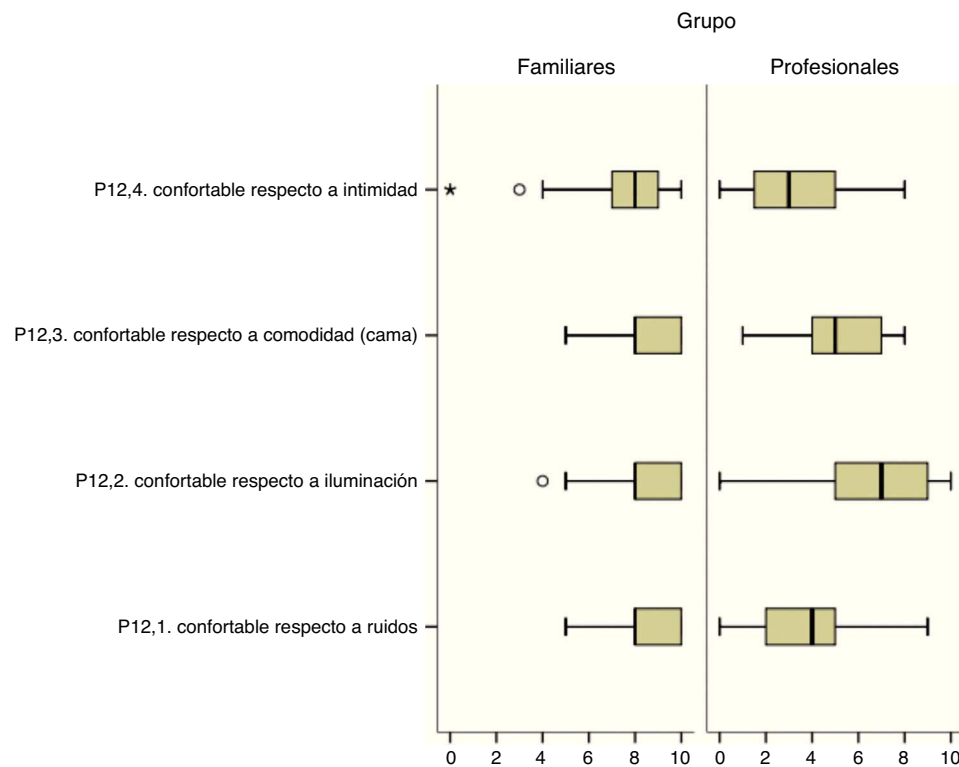 Grupo
Familiares Profesionales
P12,4. confortable respecto a intimidad
P12,3. confortable respecto a comodidad (cama)
P12,2. confortable respecto a iluminación
P12,1. confortable respecto a ruidos
0 2 4 6 8 10 0 2 4 6 8 10